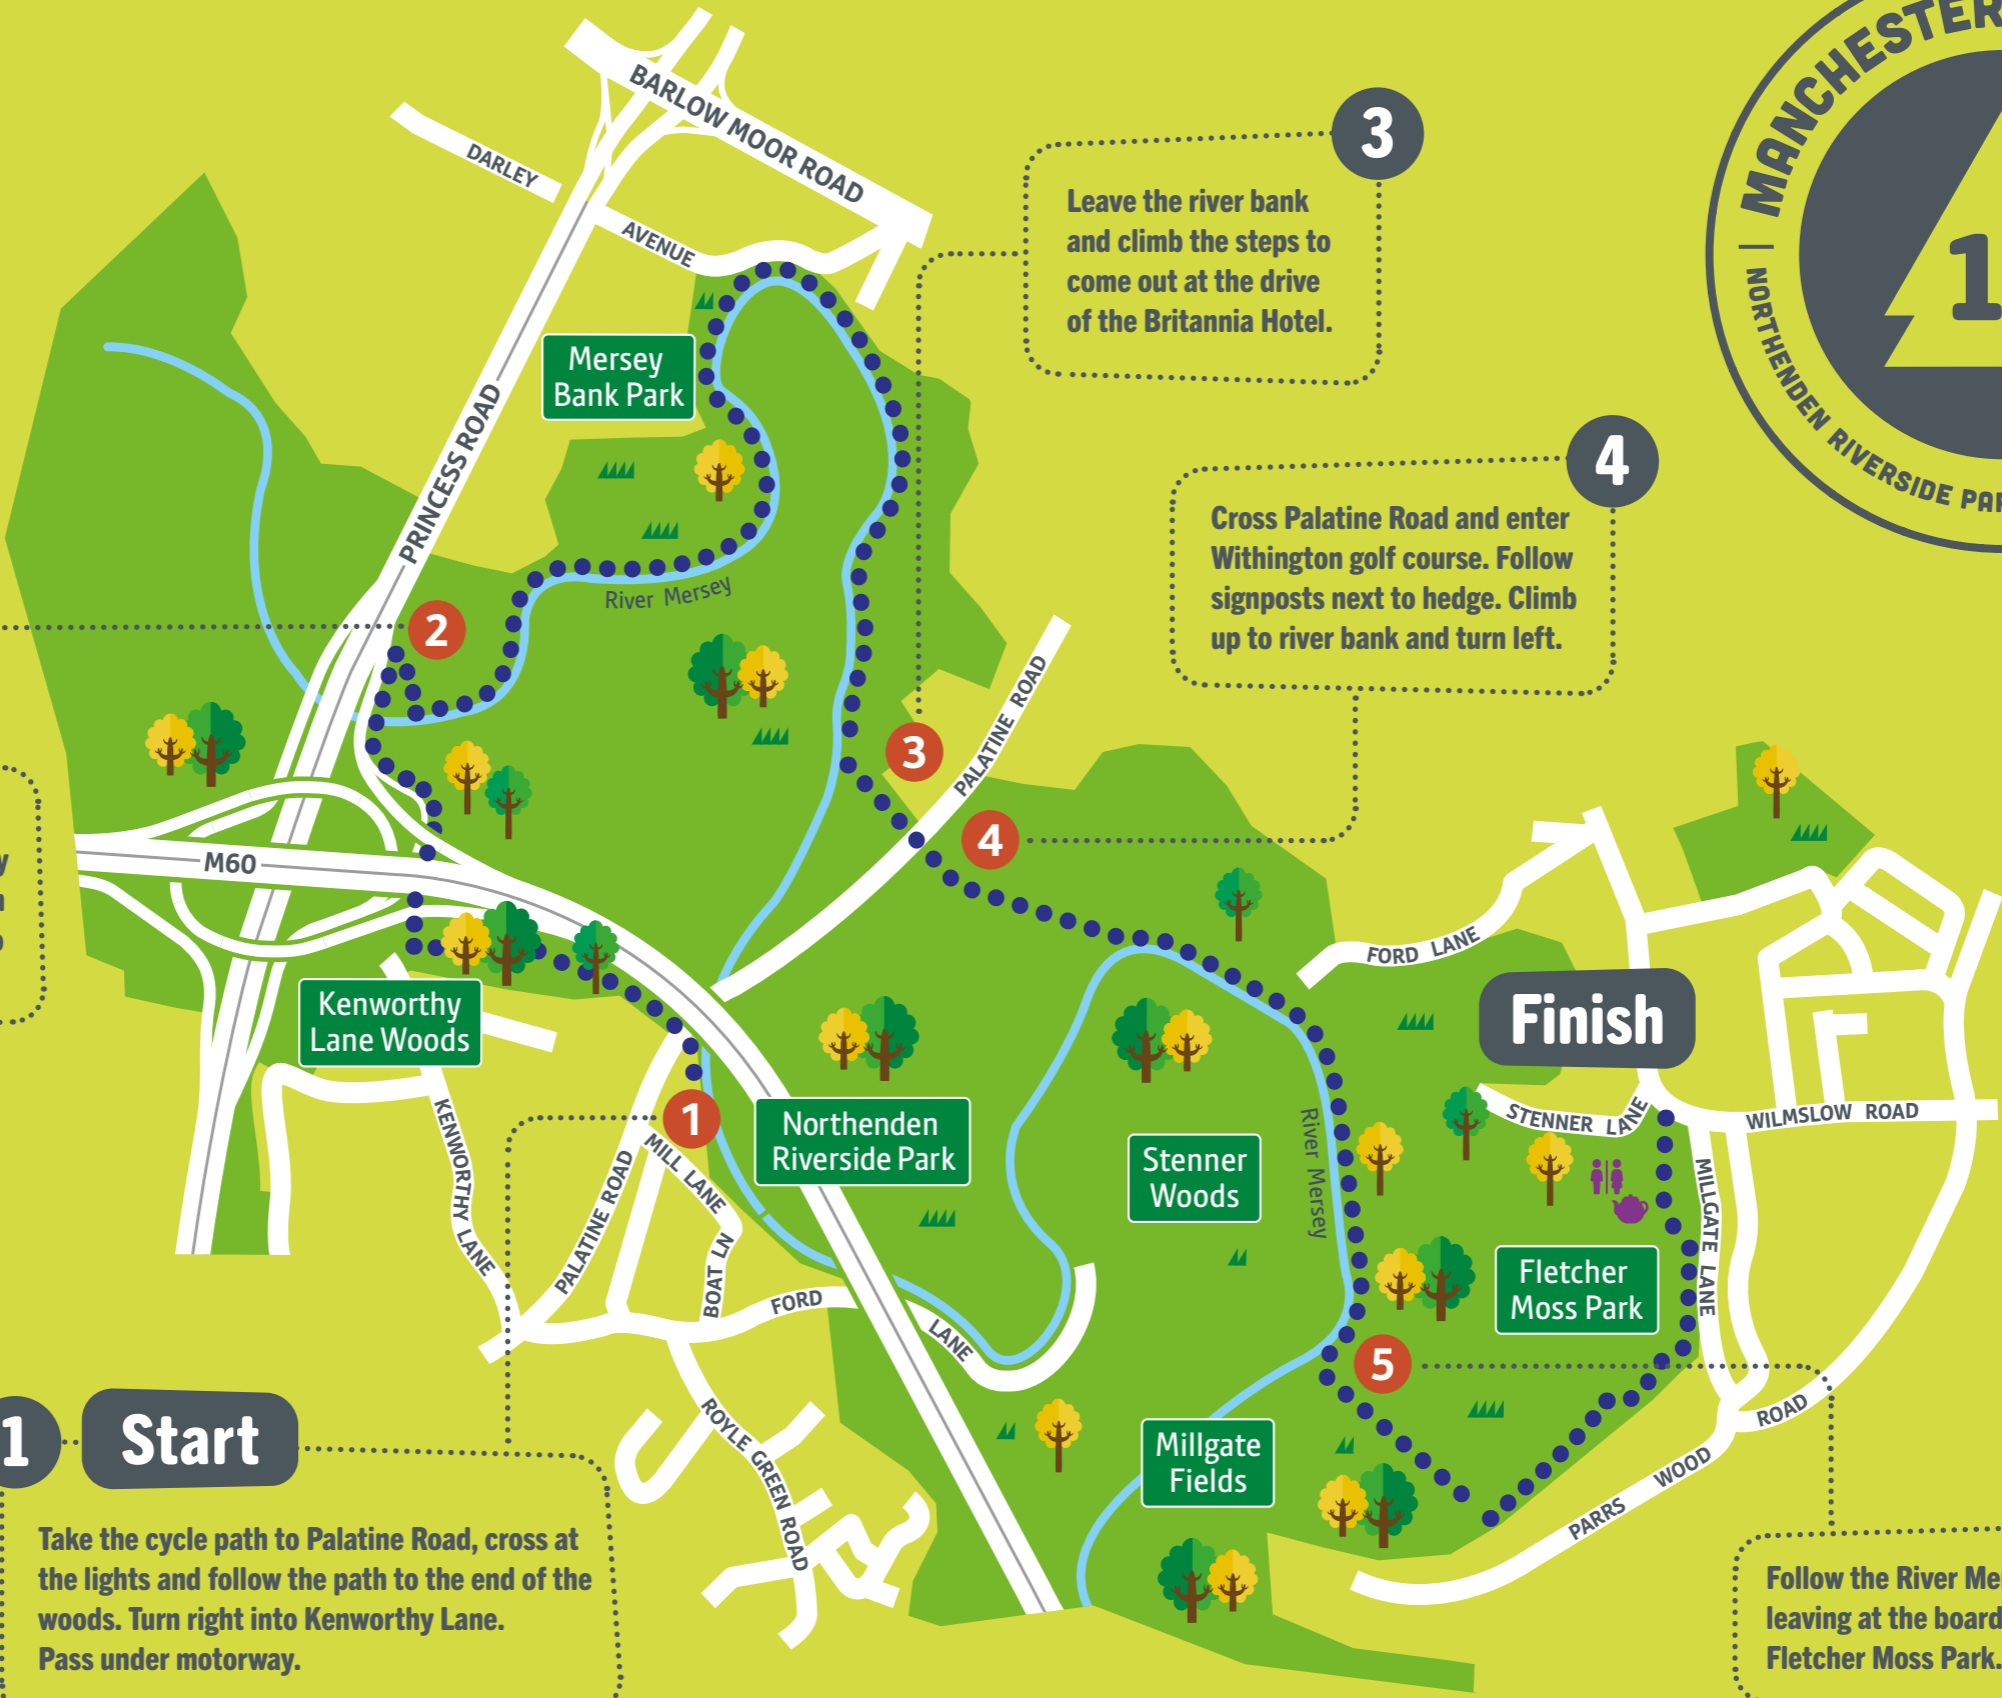 MANCHESTER
| NORTHENDEN RIVERSIDE
1
BARLOW MOOR ROAD
DARLEY
AVENUE
3
Leave the river bank
and climb the steps to
come out at the drive
of the Britannia Hotel.
Mersey
Bank Park
PRINCESS ROAD
4
Cross Palatine Road and enter
Withington golf course. Follow
signposts next to hedge. Climb
up to river bank and turn left.
River Mersey
2
PALATINE ROAD
3
4
M60
FORD LANE
Kenworthy
Lane Woods
Finish
1
Northenden
Riverside Park
Stenner
Woods
River Mersey
STENNER LANE
WILMSLOW ROAD
KENWORTHY LANE
PALATINE ROAD
MILL LANE
BOAT LN
MILLGATE LANE
Fletcher
Moss Park
FORD
LANE
5
ROYLE GREEN ROAD
Millgate
Fields
PARRS WOOD
ROAD
1
Start
Take the cycle path to Palatine Road, cross at
the lights and follow the path to the end of the
woods. Turn right into Kenworthy Lane.
Pass under motorway.
Follow the River
leaving at the
Fletcher Moss Park.